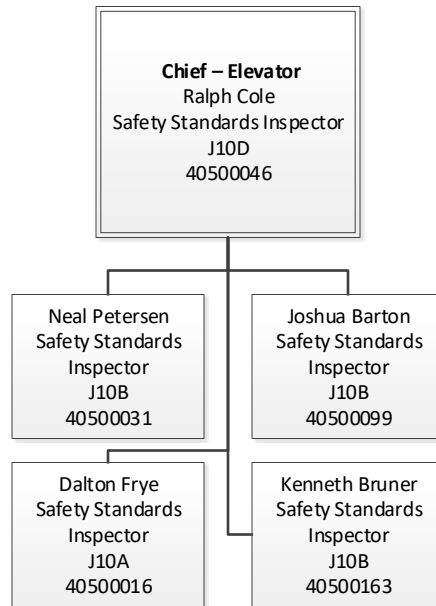 Chief – Elevator
Ralph Cole
Safety Standards Inspector
J10D
40500046
Neal Petersen
Safety Standards
Inspector
J10B
40500031
Joshua Barton
Safety Standards
Inspector
J10B
40500099
Dalton Frye
Safety Standards
Inspector
J10A
40500016
Kenneth Bruner
Safety Standards
Inspector
J10B
40500163